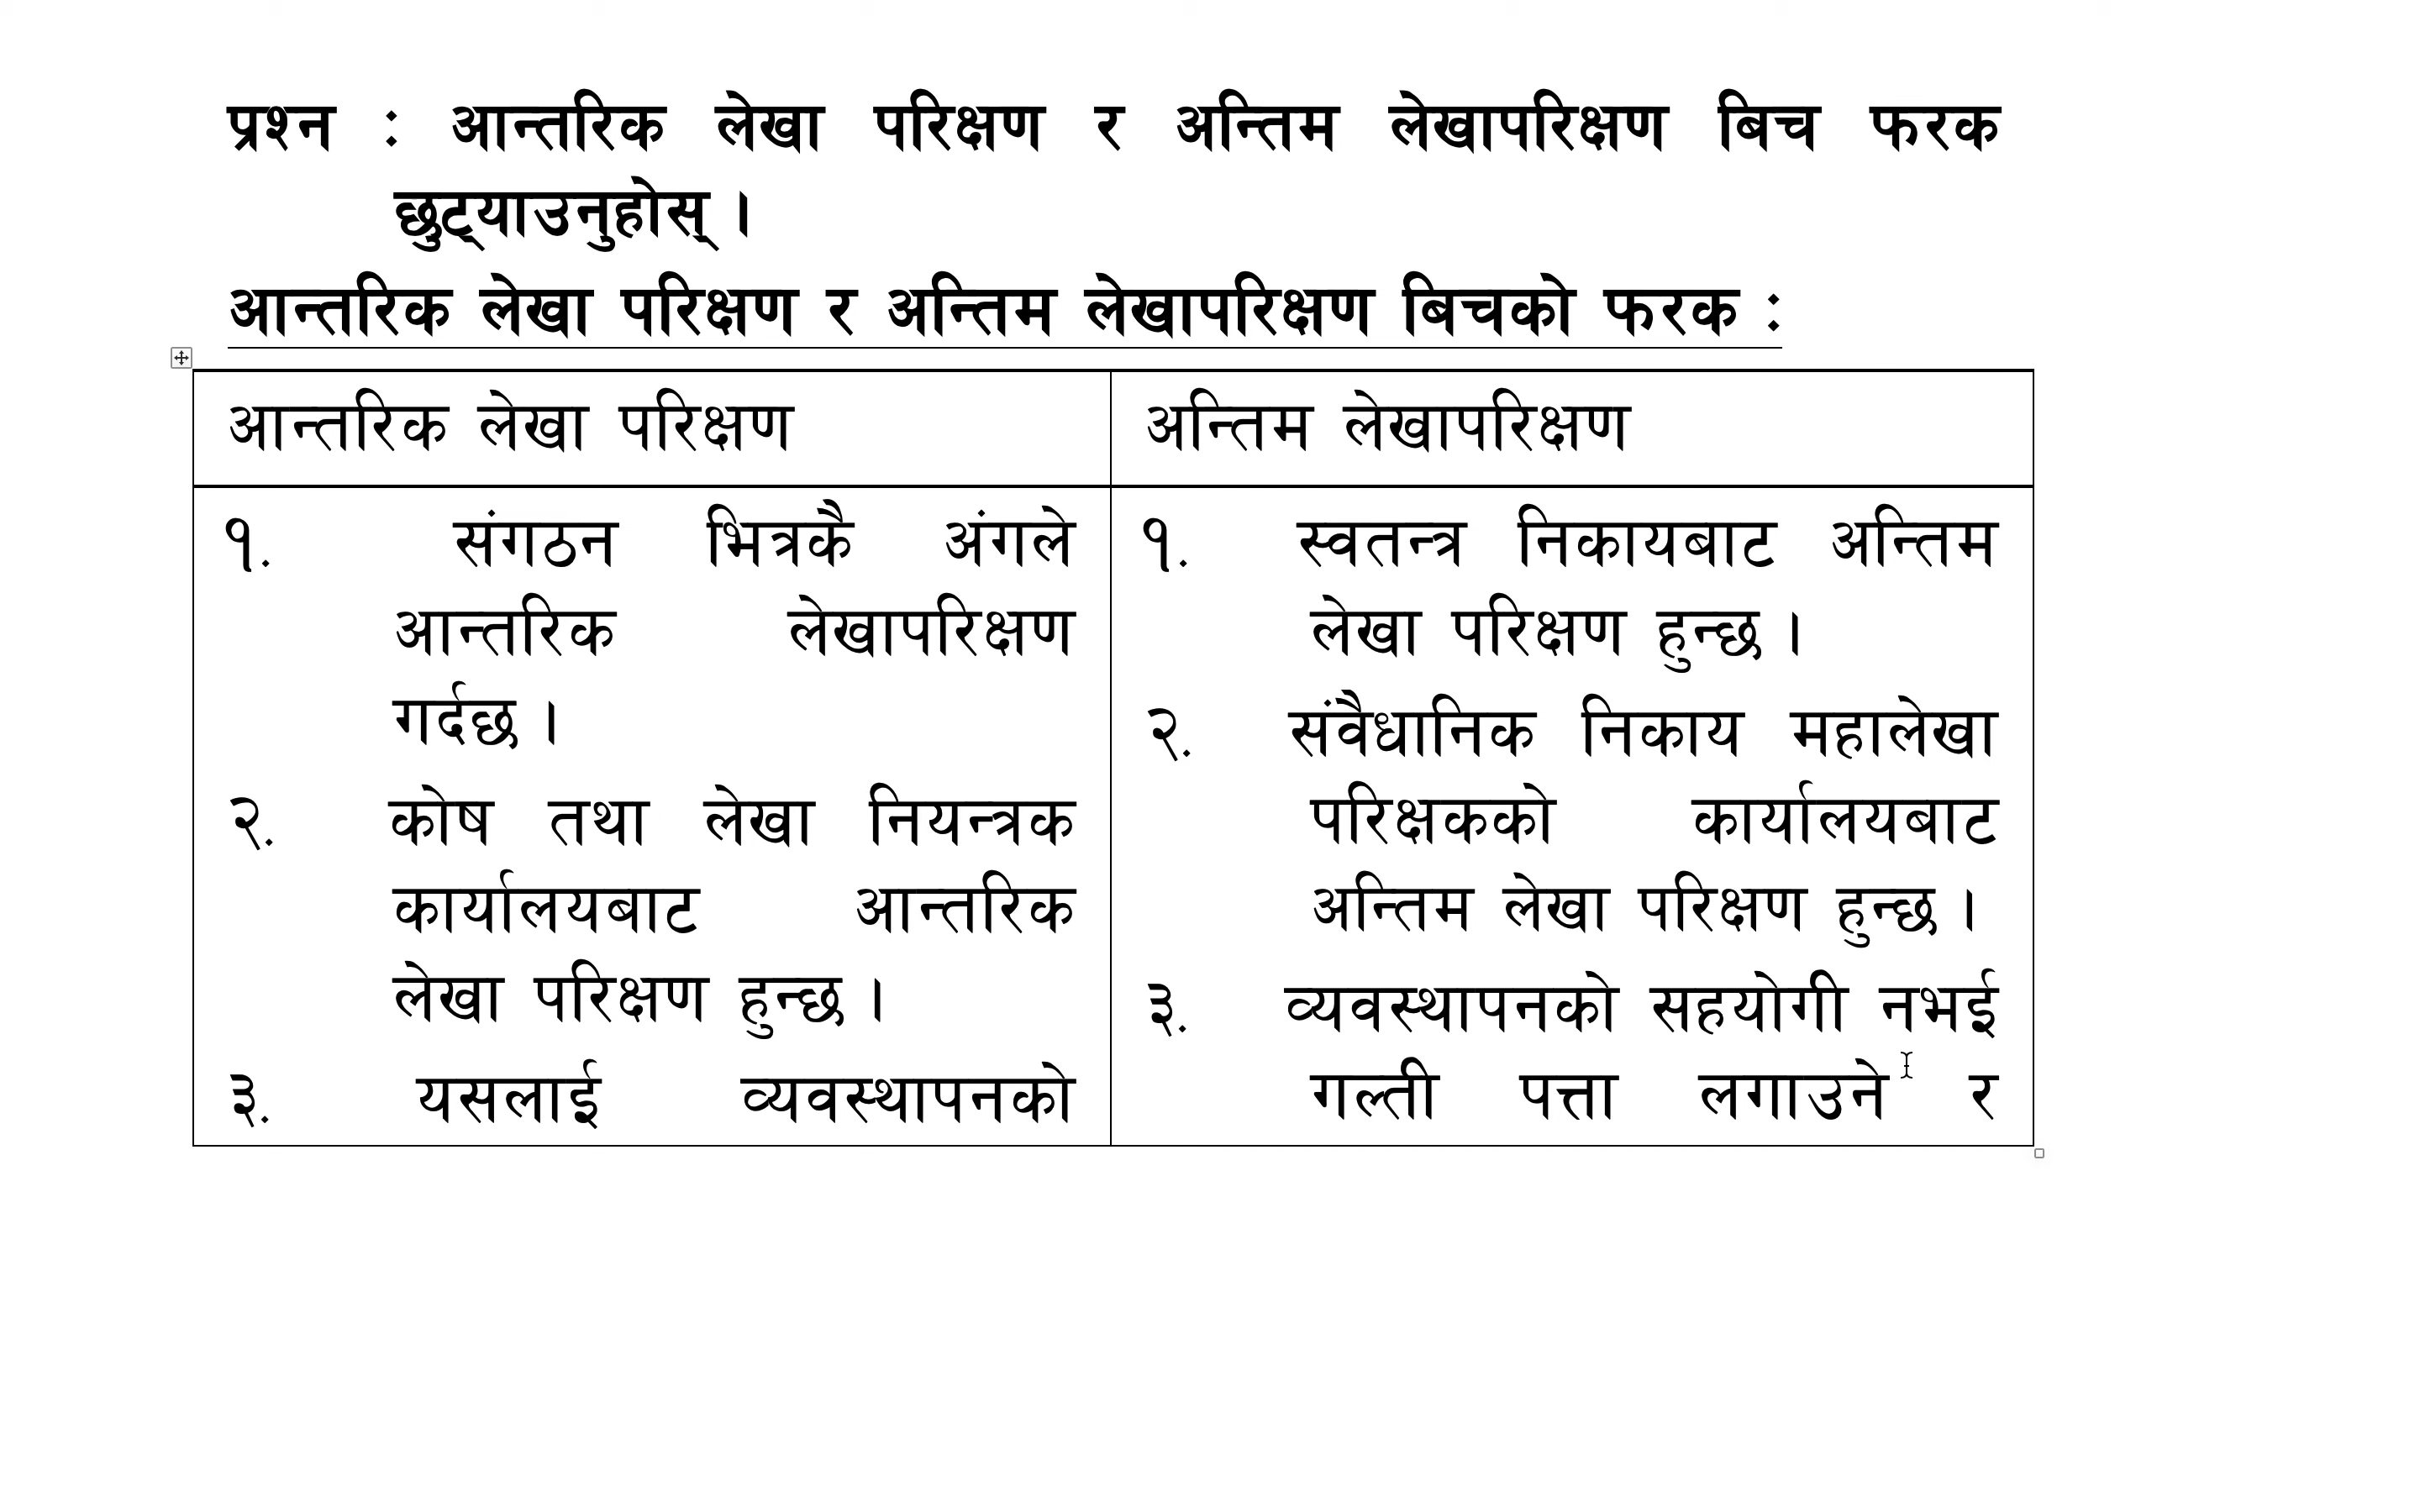 प्रश्न : आन्तरिक लेखा परिक्षण र अन्तिम लेखापरिक्षण बिच फरक
छुट्याउनुहोस् ।
आन्तरिक लेखा परिक्षण र अन्तिम लेखापरिक्षण बिचको फरक :
आन्तरिक लेखा परिक्षण
१. संगठन भित्रकै अंगले
आन्तरिक लेखापरिक्षण
गर्दछ ।
२. कोष तथा लेखा नियन्त्रक
कार्यालयबाट आन्तरिक
लेखा परिक्षण हुन्छ ।
३. यसलाई व्यवस्थापनको
अन्तिम लेखापरिक्षण
१. स्वतन्त्र निकायबाट अन्तिम
लेखा परिक्षण हुन्छ ।
२. संवैधानिक निकाय महालेखा
परिक्षकको कार्यालयबाट
अन्तिम लेखा परिक्षण हुन्छ ।
३. व्यवस्थापनको सहयोगी नभई
गल्ती पत्ता लगाउने र